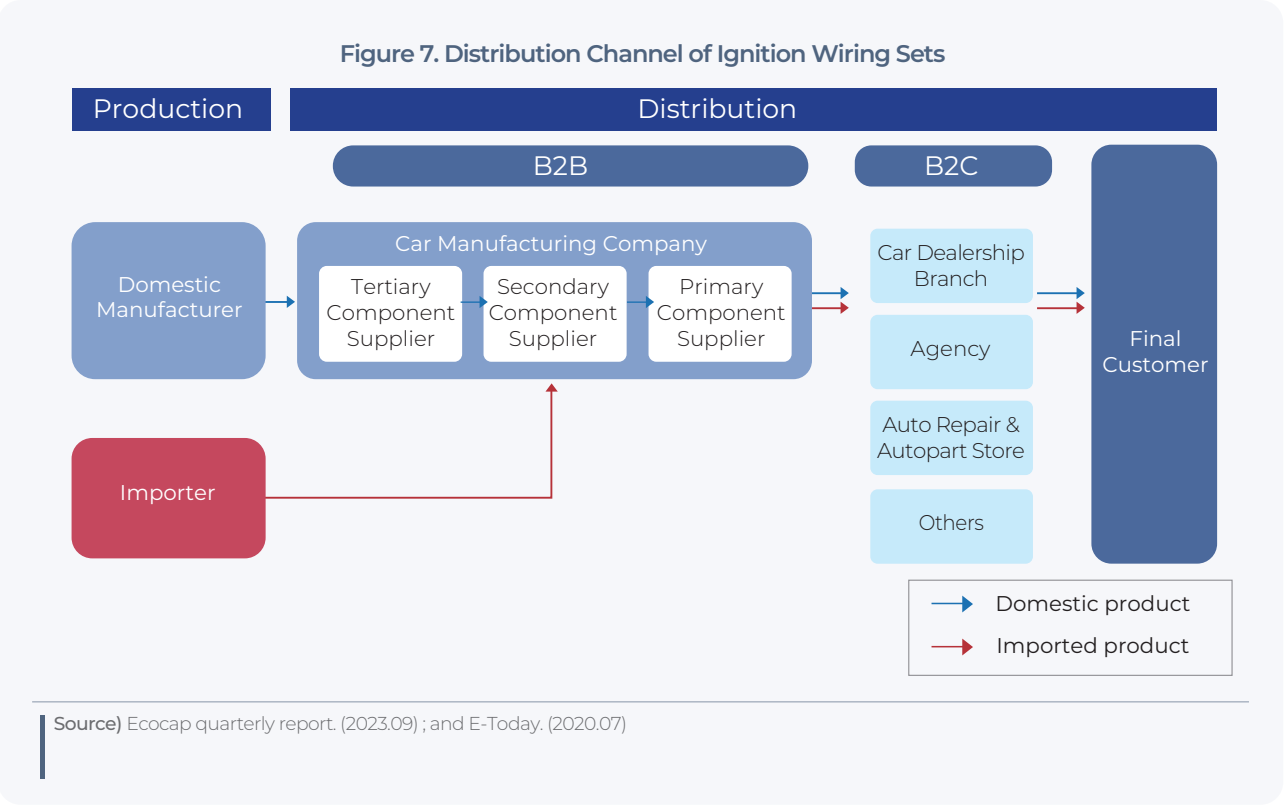 Figure 7. Distribution Channel of Ignition Wiring Sets
Production
Distribution
B2B
B2C
Domestic
Manufacturer
Car Manufacturing Company
Tertiary
Component
Supplier
Secondary
Component
Supplier
Primary
Component
Supplier
Car Dealership
Branch
Agency
Auto Repair &
Autopart Store
Others
Final
Customer
Importer
Domestic product
Imported product
Source) Ecocap quarterly report. (2023.09) ; and E-Today. (2020.07)